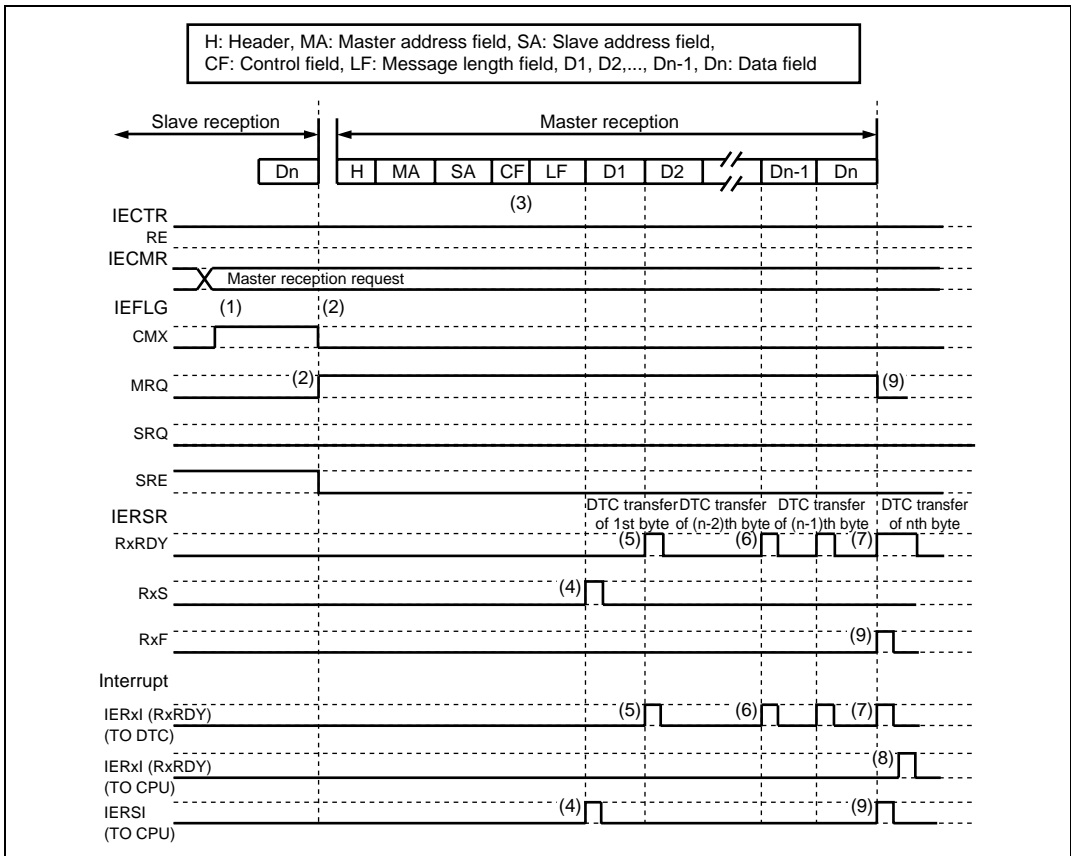 H: Header, MA: Master address field, SA: Slave address field,
CF: Control field, LF: Message length field, D1, D2,..., Dn-1, Dn: Data field
Slave reception
Master reception
Dn
H MA SA CF LF D1 D2 Dn-1 Dn
(3)
IECTR
RE
IECMR
Master reception request
IEFLG
(1) (2)
CMX
MRQ
(2) (9)
SRQ
SRE
IERSR
DTC transfer of 1st byte
DTC transfer of (n-2)th byte
DTC transfer of (n-1)th byte
DTC transfer of nth byte
RxRDY
(5) (6) (7)
RxS
(4)
RxF
(9)
Interrupt
IERxI (RxRDY)
(TO DTC)
(5) (6) (7)
IERxI (RxRDY)
(TO CPU)
(8)
IERSI
(TO CPU)
(4) (9)